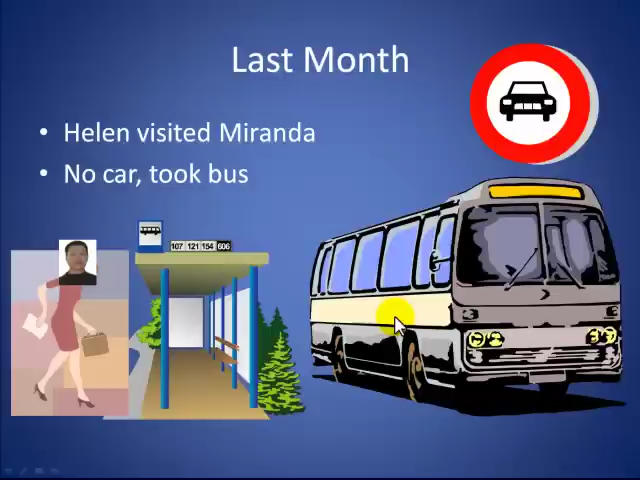 Last Month
• Helen visited Miranda
• No car, took bus
107 121 154 606